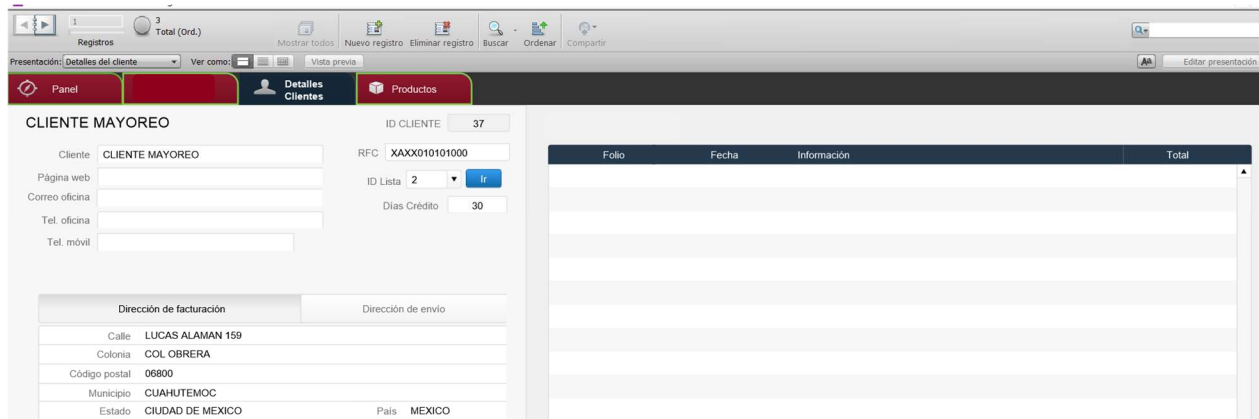 1
3
Total (Ord.)
Registros
Mostrar todos
Nuevo registro
Eliminar registro
Buscar
Ordenar
Compartir
Presentación: Detalles del cliente
Ver como:
Vista previa
Aa
Editar presentación
Panel
Detalles
Clientes
Productos
CLIENTE MAYOREO
ID CLIENTE 37
Cliente CLIENTE MAYOREO
RFC XAXX010101000
Página web
ID Lista 2 Ir
Correo oficina
Días Crédito 30
Tel. oficina
Tel. móvil
Folio Fecha Información Total
Dirección de facturación
Dirección de envío
Calle LUCAS ALAMAN 159
Colonia COL OBRERA
Código postal 06800
Municipio CUAHUTEMOC
Estado CIUDAD DE MEXICO País MEXICO